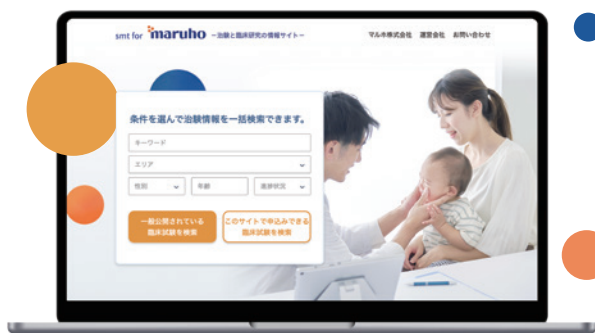 smt for maruho －治験と臨床研究の情報サイト－ マルホ株式会社 運営会社 お問い合わせ
条件を選んで治験情報を一括検索できます。
キーワード
エリア
性別 年齢 進捗状況
一般公開されている
臨床試験を検索
このサイトで申込みできる
臨床試験を検索